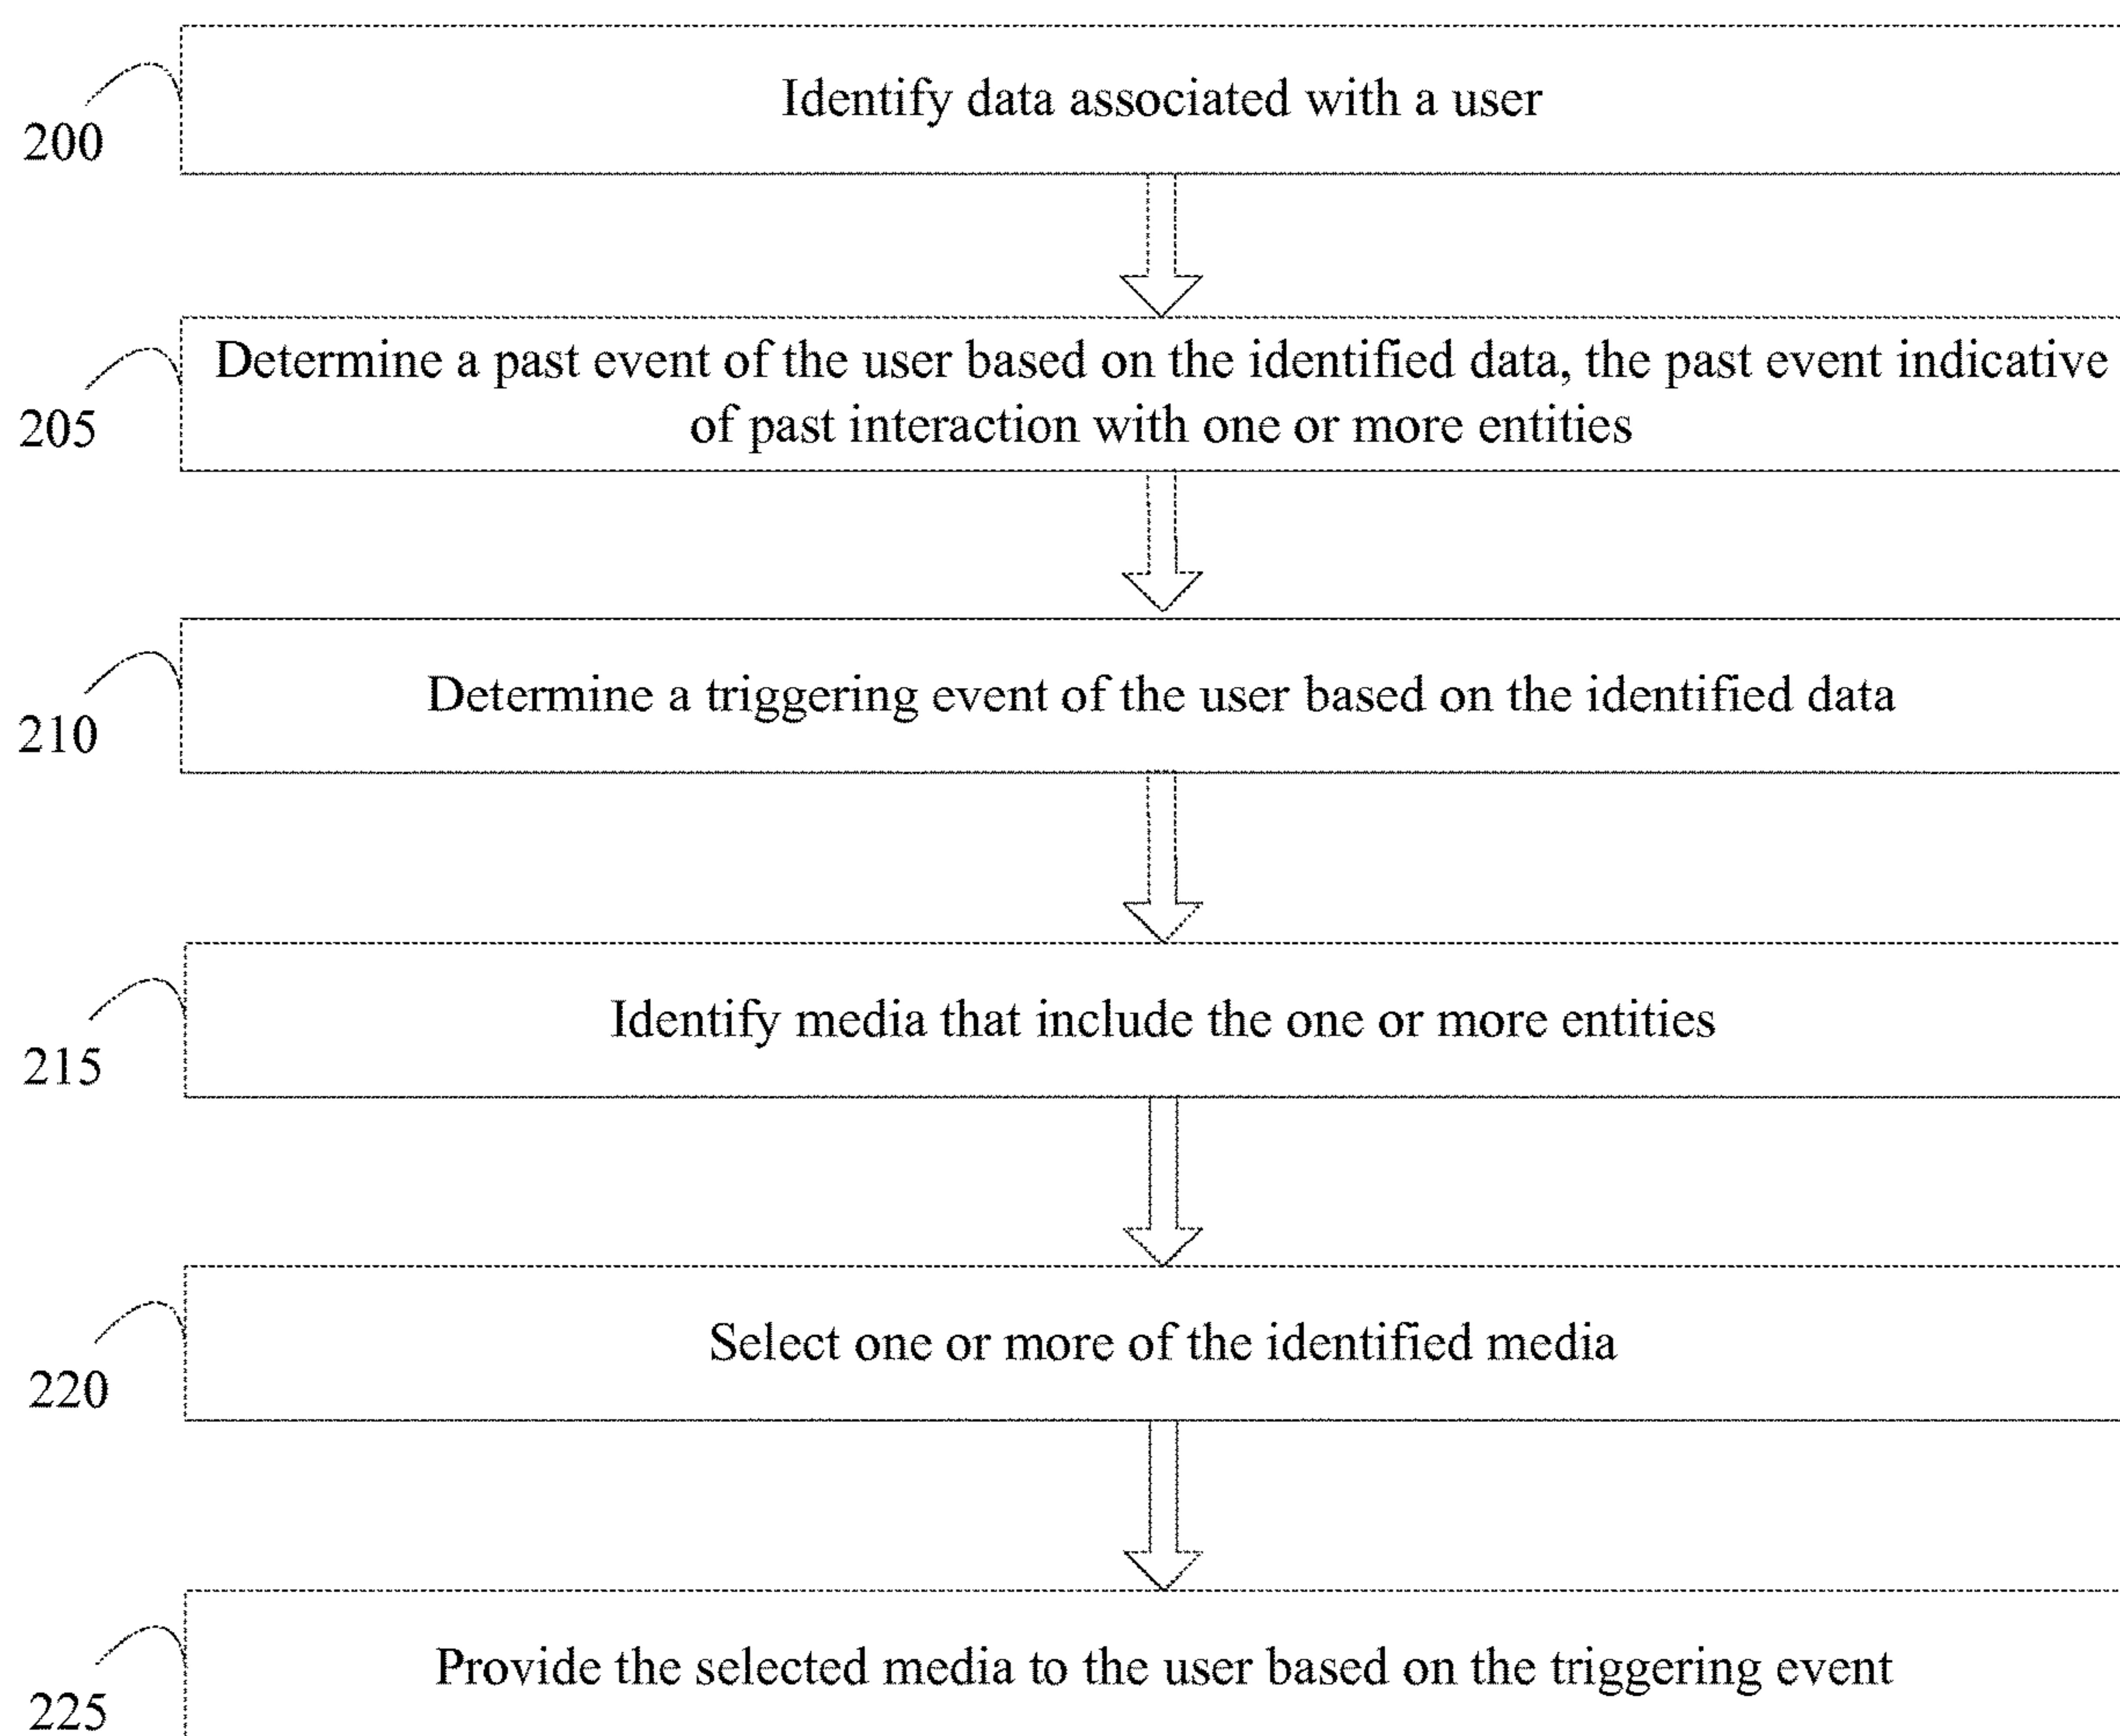 Identify data associated with a user
200
Determine a past event of the user based on the identified data, the past event indicative
of past interaction with one or more entities
205
Determine a triggering event of the user based on the identified data
210
Identify media that include the one or more entities
215
Select one or more of the identified media
220
Provide the selected media to the user based on the triggering event
225